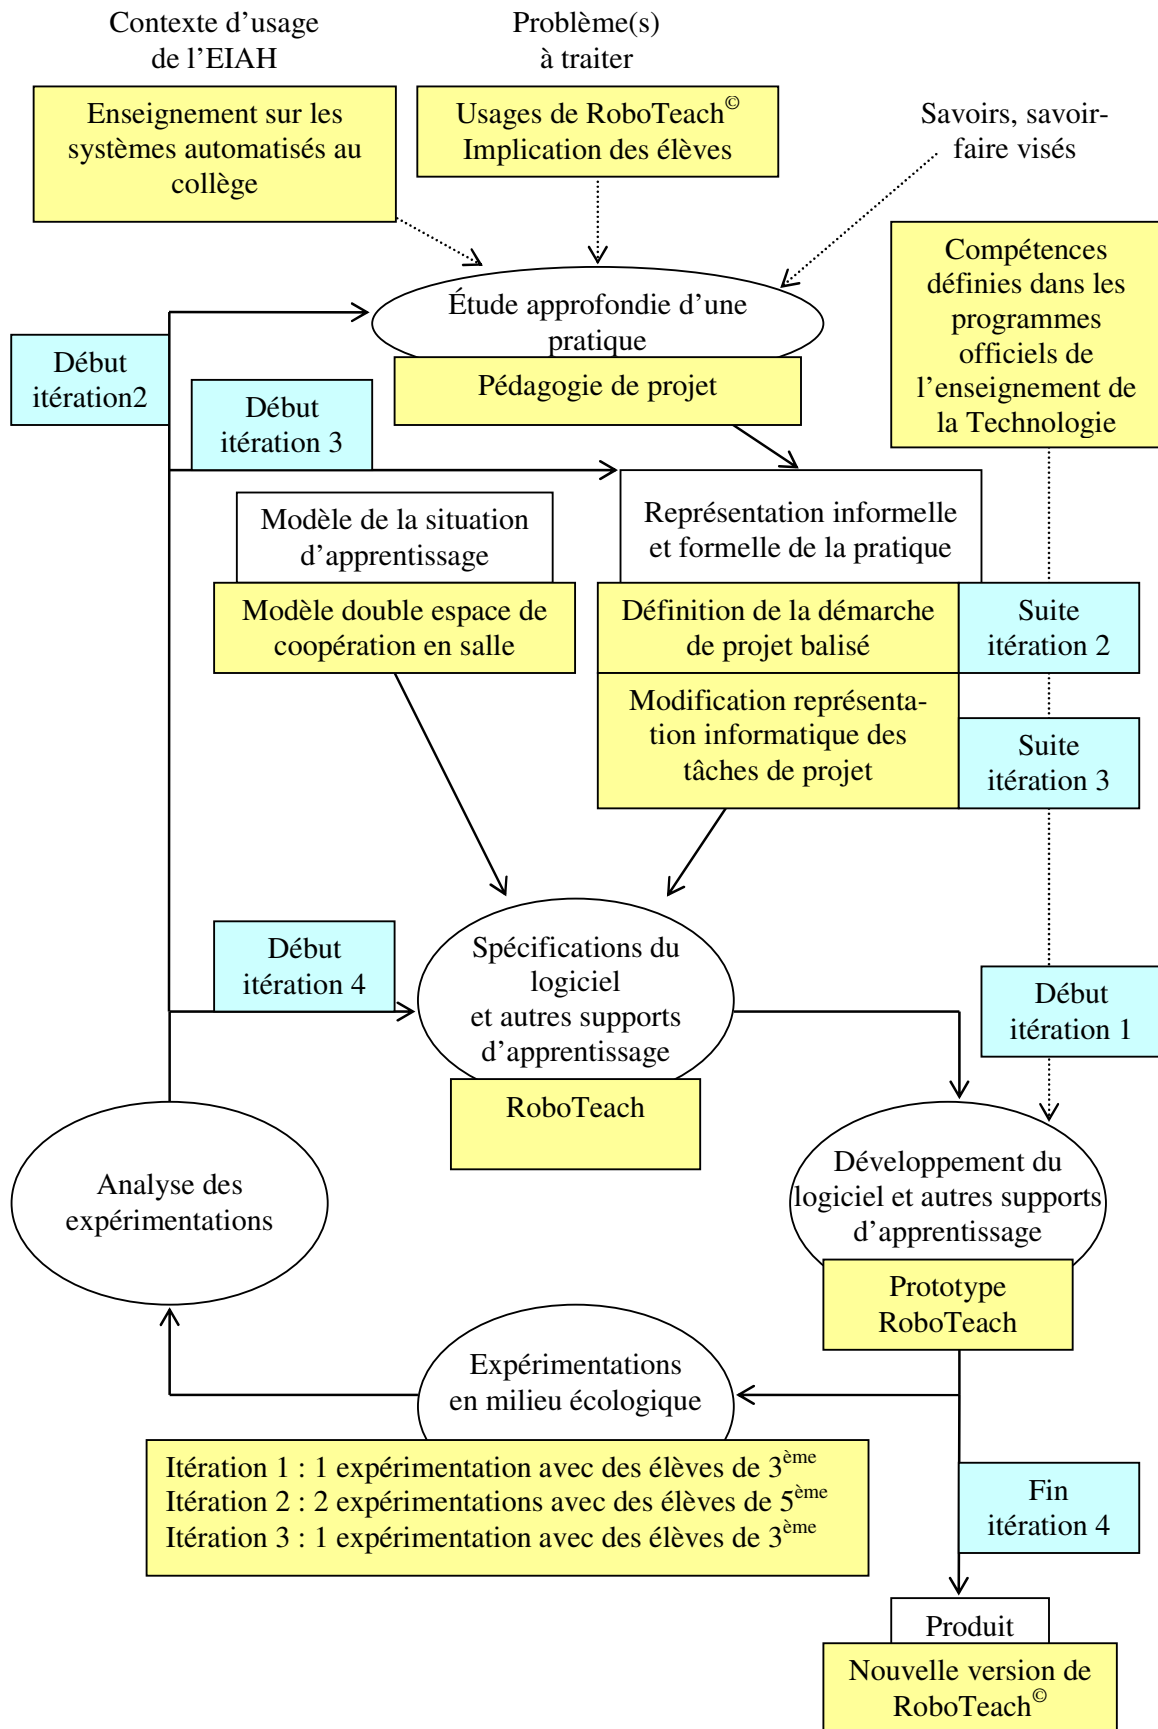 Contexte d’usage
de l’EIAH
Problème(s)
à traiter
Enseignement sur les
systèmes automatisés au
collège
Usages de RoboTeach©
Implication des élèves
Savoirs, savoir-
faire visés
Compétences
définies dans les
programmes
officiels de
l’enseignement de
la Technologie
Étude approfondie d’une
pratique
Pédagogie de projet
Début
itération2
Début
itération 3
Modèle de la situation
d’apprentissage
Modèle double espace de
coopération en salle
Représentation informelle
et formelle de la pratique
Définition de la démarche
de projet balisé
Suite
itération 2
Modification représenta-
tion informatique des
tâches de projet
Suite
itération 3
Début
itération 4
Spécifications du
logiciel
et autres supports
d’apprentissage
RoboTeach
Début
itération 1
Développement du
logiciel et autres supports
d’apprentissage
Prototype
RoboTeach
Analyse des
expérimentations
Expérimentations
en milieu écologique
Itération 1 : 1 expérimentation avec des élèves de 3ème
Itération 2 : 2 expérimentations avec des élèves de 5ème
Itération 3 : 1 expérimentation avec des élèves de 3ème
Fin
itération 4
Produit
Nouvelle version de
RoboTeach©